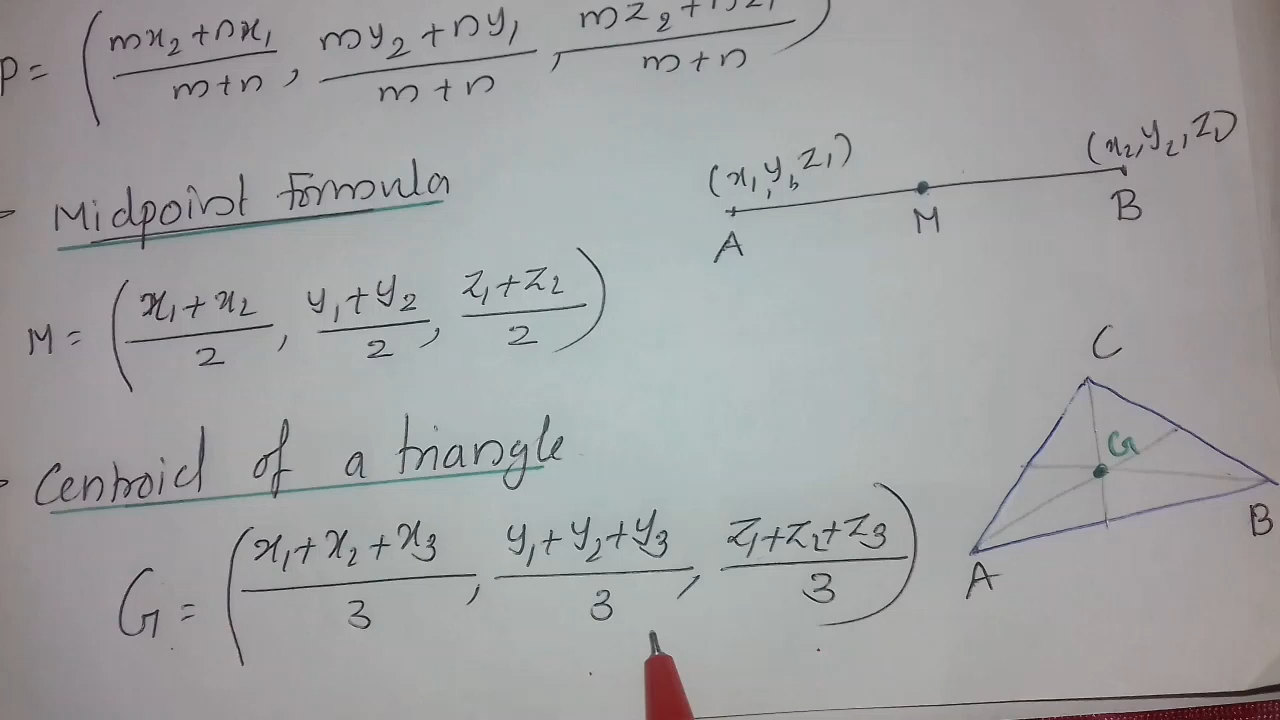 P = ( mx₂+nx₁ / m+n , my₂+ny₁ / m+n , mz₂+nz₁ / m+n )
Midpoint formula
(x₁,y₁,z₁) (x₂,y₂,z₂)
A M B
M = ( x₁+x₂ / 2 , y₁+y₂ / 2 , z₁+z₂ / 2 )
Centroid of a triangle
C
G
B
A
G = ( x₁+x₂+x₃ / 3 , y₁+y₂+y₃ / 3 , z₁+z₂+z₃ / 3 )